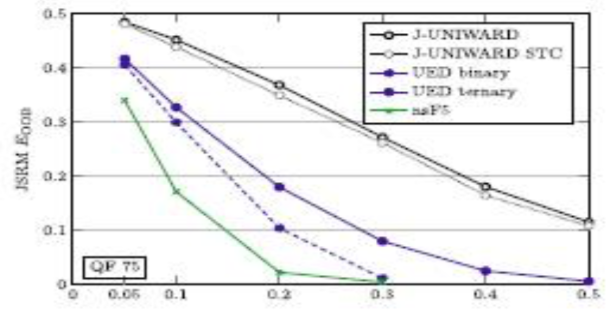 0.5
J-UNIWARD
J-UNIWARD STC
UED binary
UED ternary
nsF5
0.4
0.3
JSRM EOOB
0.2
0.1
QF 75
0
0 0.05 0.1 0.2 0.3 0.4 0.5